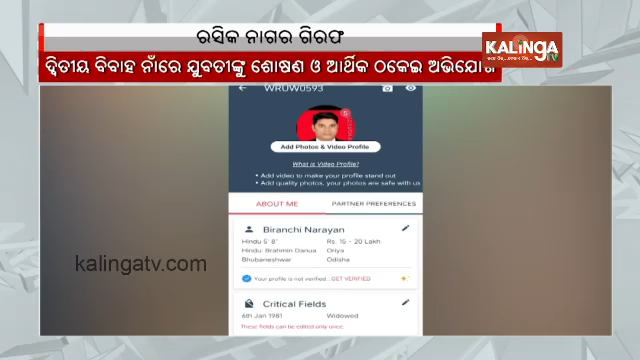 ରସିକ ନାଗର ଗିରଫ
KALINGA
TV
ଦ୍ୱିତୀୟ ବିବାହ ନାଁରେ ଯୁବତୀଙ୍କୁ ଶୋଷଣ ଓ ଆର୍ଥିକ ଠକେଇ ଅଭିଯୋଗ
WRUW0593
Add Photos & Video Profile
What is Video Profile?
• Add video to make your profile stand out
• Add quality photos, your photos are safe with us
ABOUT ME PARTNER PREFERENCES
Biranchi Narayan
Hindu 5' 8" Rs. 15 - 20 Lakh
Hindu: Brahmin Danua Oriya
Bhubaneshwar Odisha
kalingatv.com
Your profile is not verified... GET VERIFIED
Critical Fields
6th Jan 1981 Widowed
These fields can be edited only once.